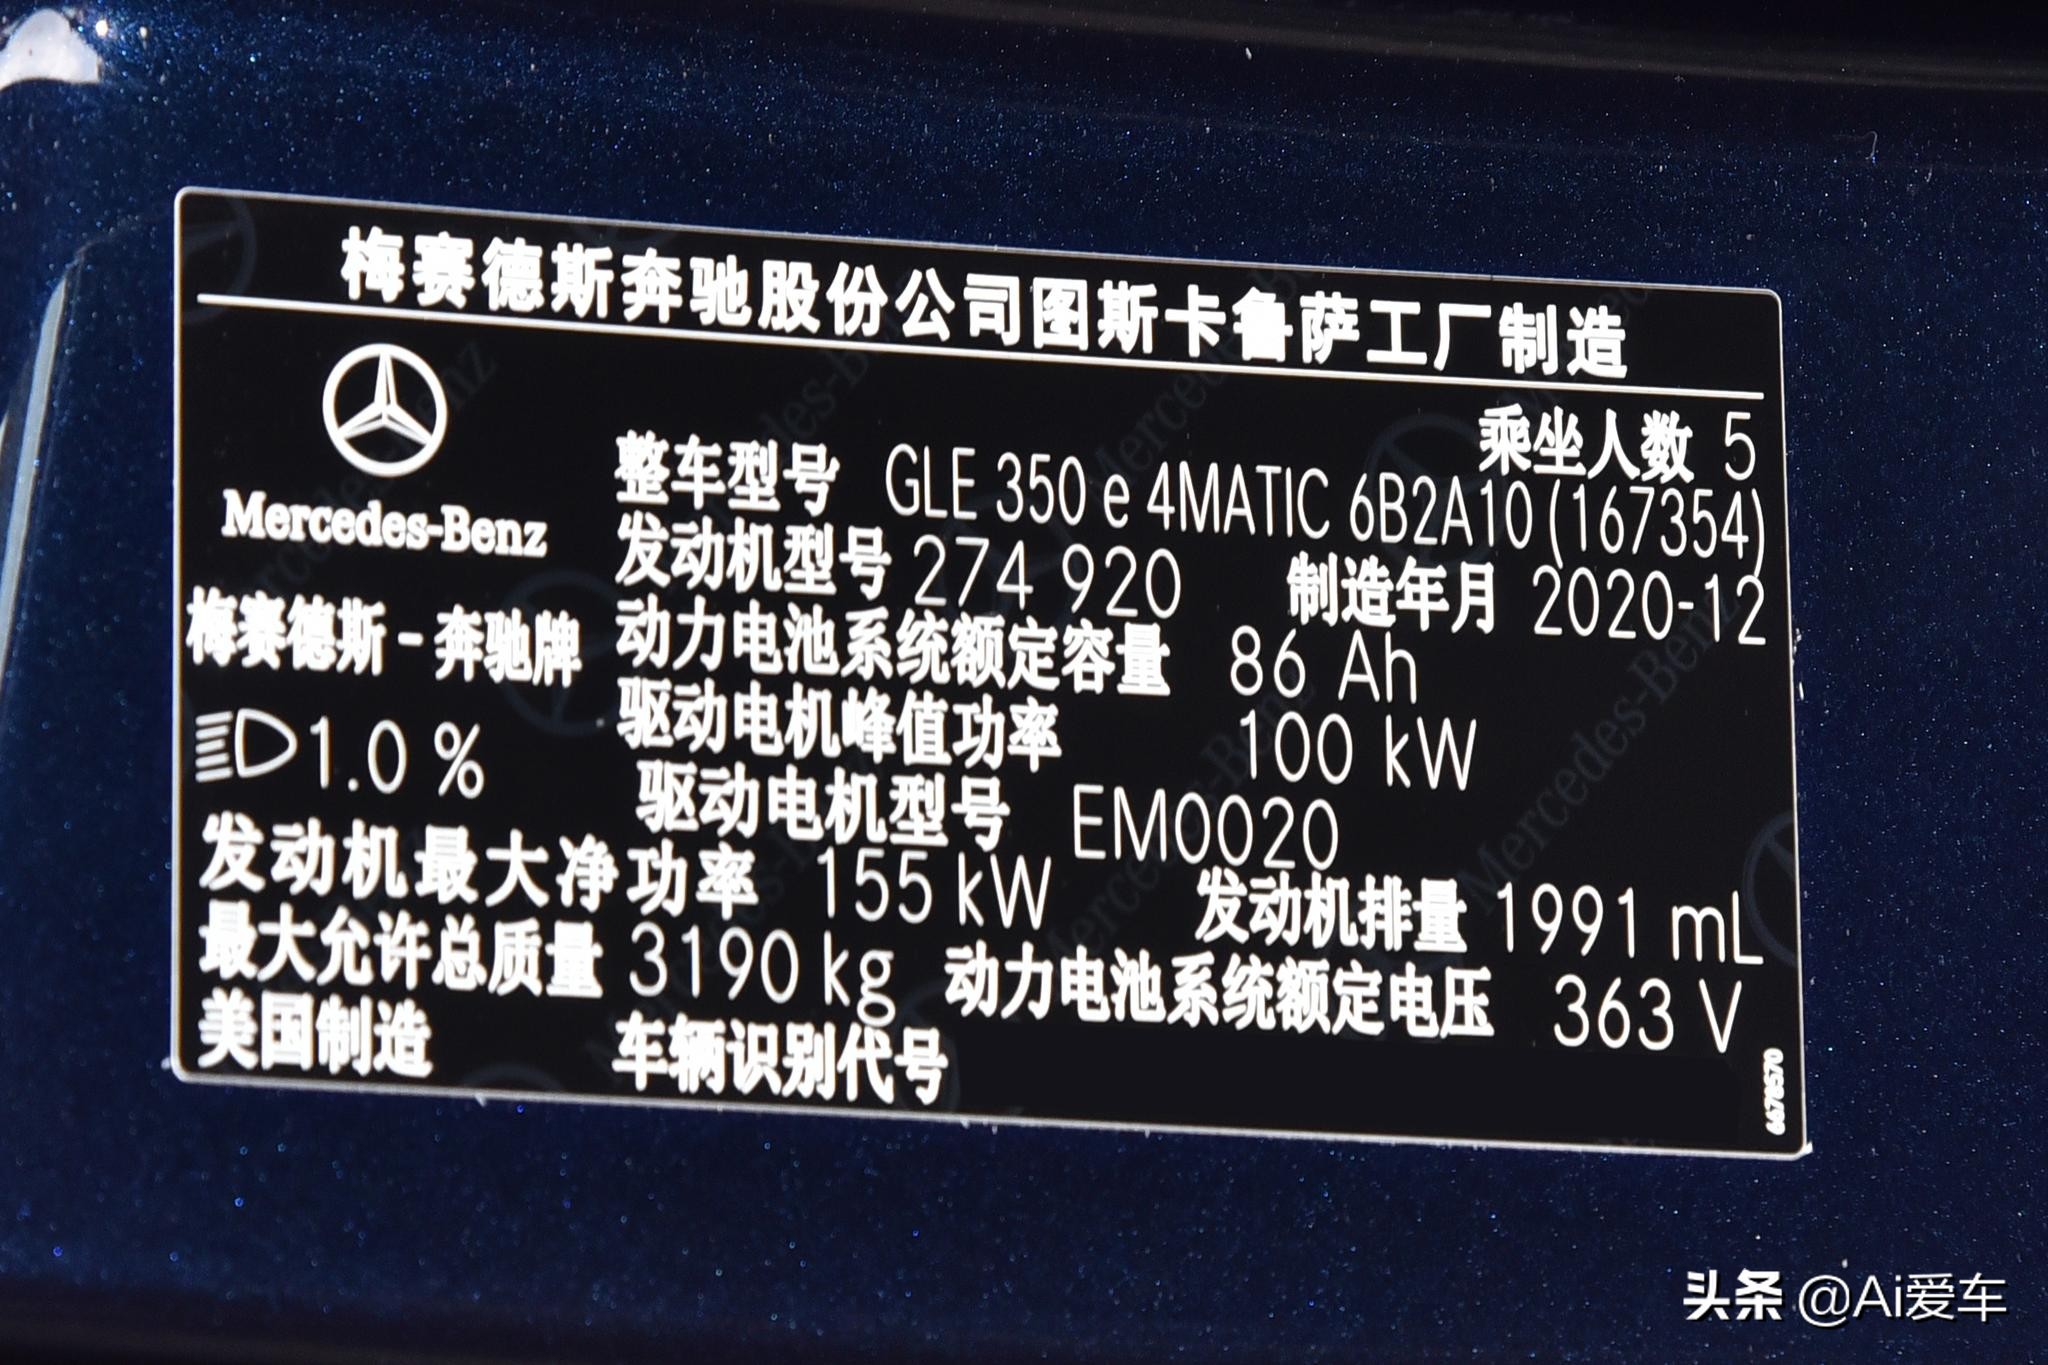 梅赛德斯奔驰股份公司图斯卡鲁萨工厂制造
乘坐人数 5
Mercedes-Benz
整车型号 GLE 350 e 4MATIC 6B2A10 (167354)
发动机型号 274 920 制造年月 2020-12
梅赛德斯-奔驰牌
动力电池系统额定容量 86 Ah
驱动电机峰值功率 100 kW
1.0 %
驱动电机型号 EM0020
发动机最大净功率 155 kW 发动机排量 1991 mL
最大允许总质量 3190 kg 动力电池系统额定电压 363 V
美国制造 车辆识别代号
6676570
头条 @Ai爱车